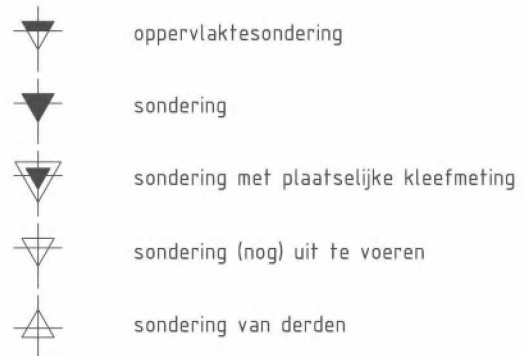 oppervlaktesondering
sondering
sondering met plaatselijke kleefmeting
sondering (nog) uit te voeren
sondering van derden